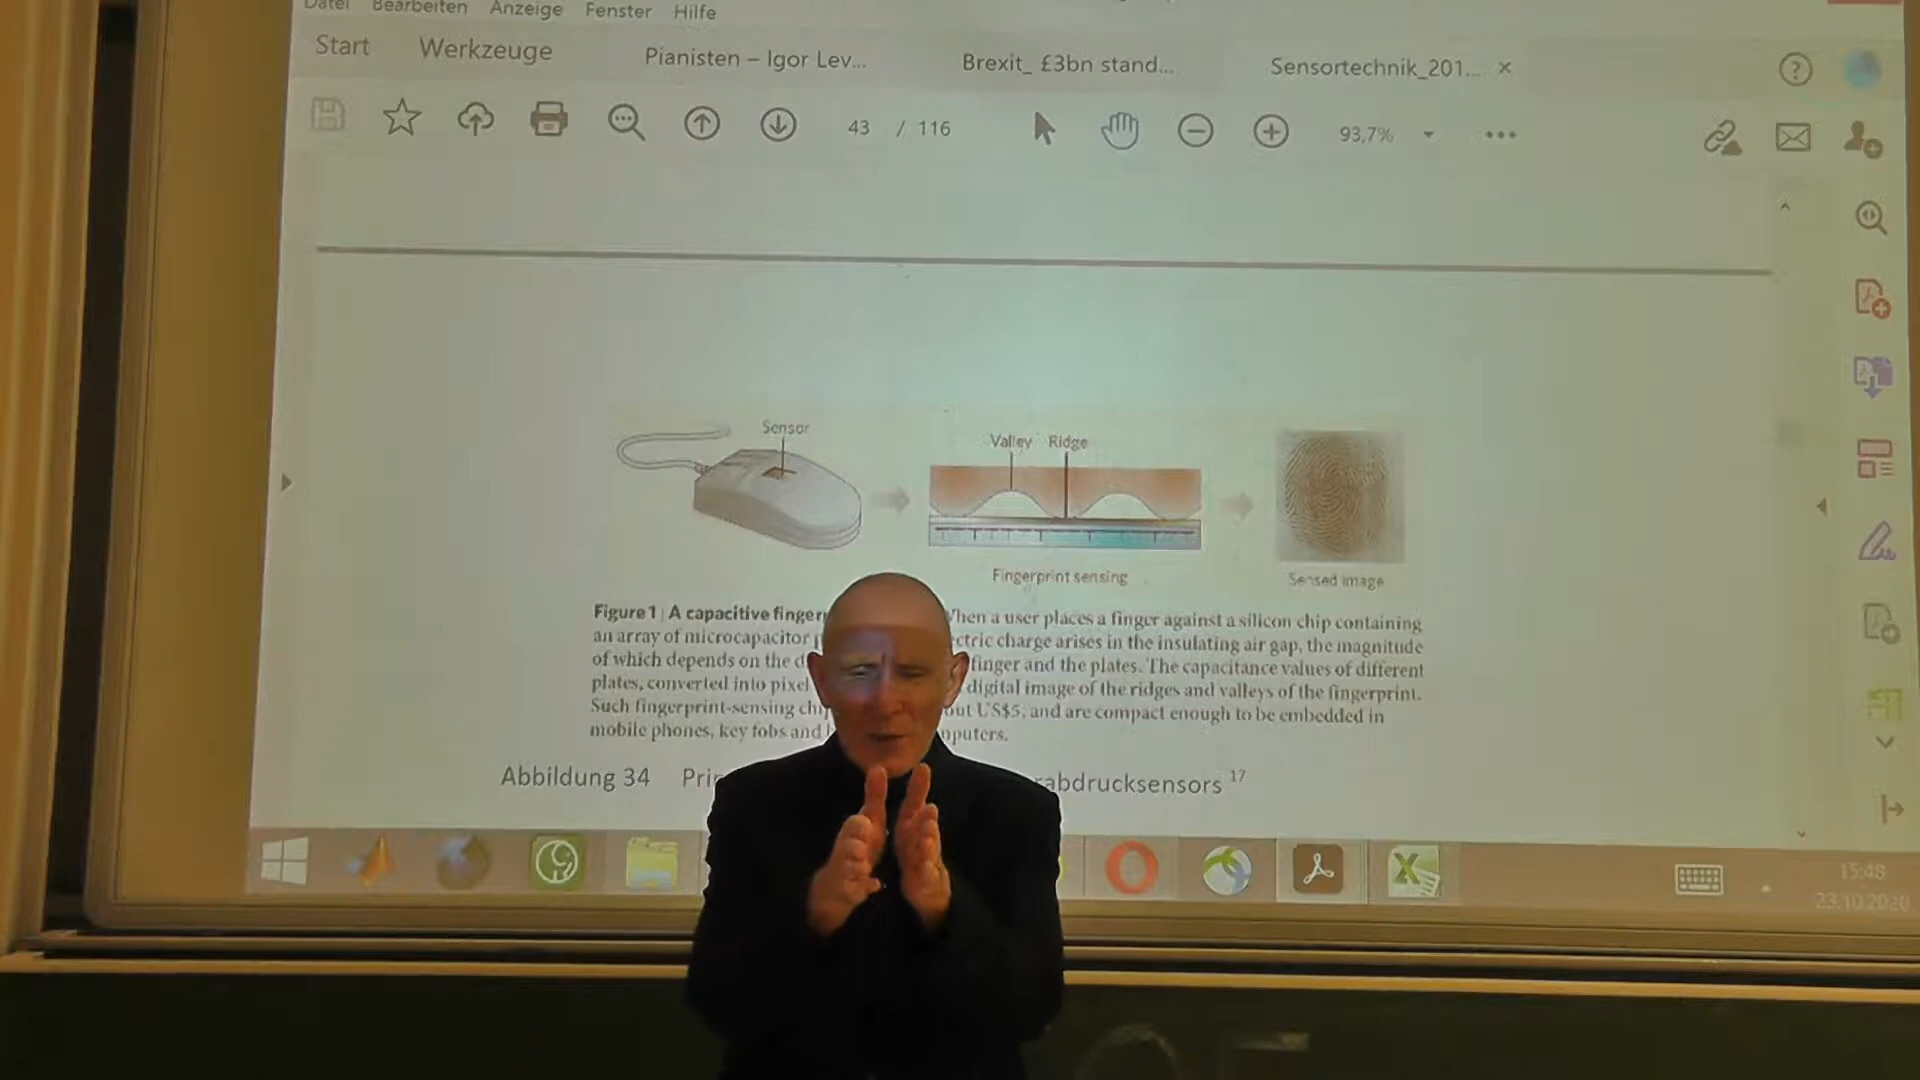 Datei Bearbeiten Anzeige Fenster Hilfe
Start Werkzeuge Pianisten – Igor Lev... Brexit_ £3bn stand... Sensortechnik_201... ×
43 / 116 93,7%
Sensor
Valley Ridge
Fingerprint sensing
Sensed image
Figure 1 | A capacitive When a user places a finger against a silicon chip containing
an array of microcapacitor charge arises in the insulating air gap, the magnitude
of which depends on the finger and the plates. The capacitance values of different
plates, converted into pixel digital image of the ridges and valleys of the fingerprint.
Such fingerprint-sensing US$5, and are compact enough to be embedded in
mobile phones, key fobs and
Abbildung 34 17
15:48
23.10.2020